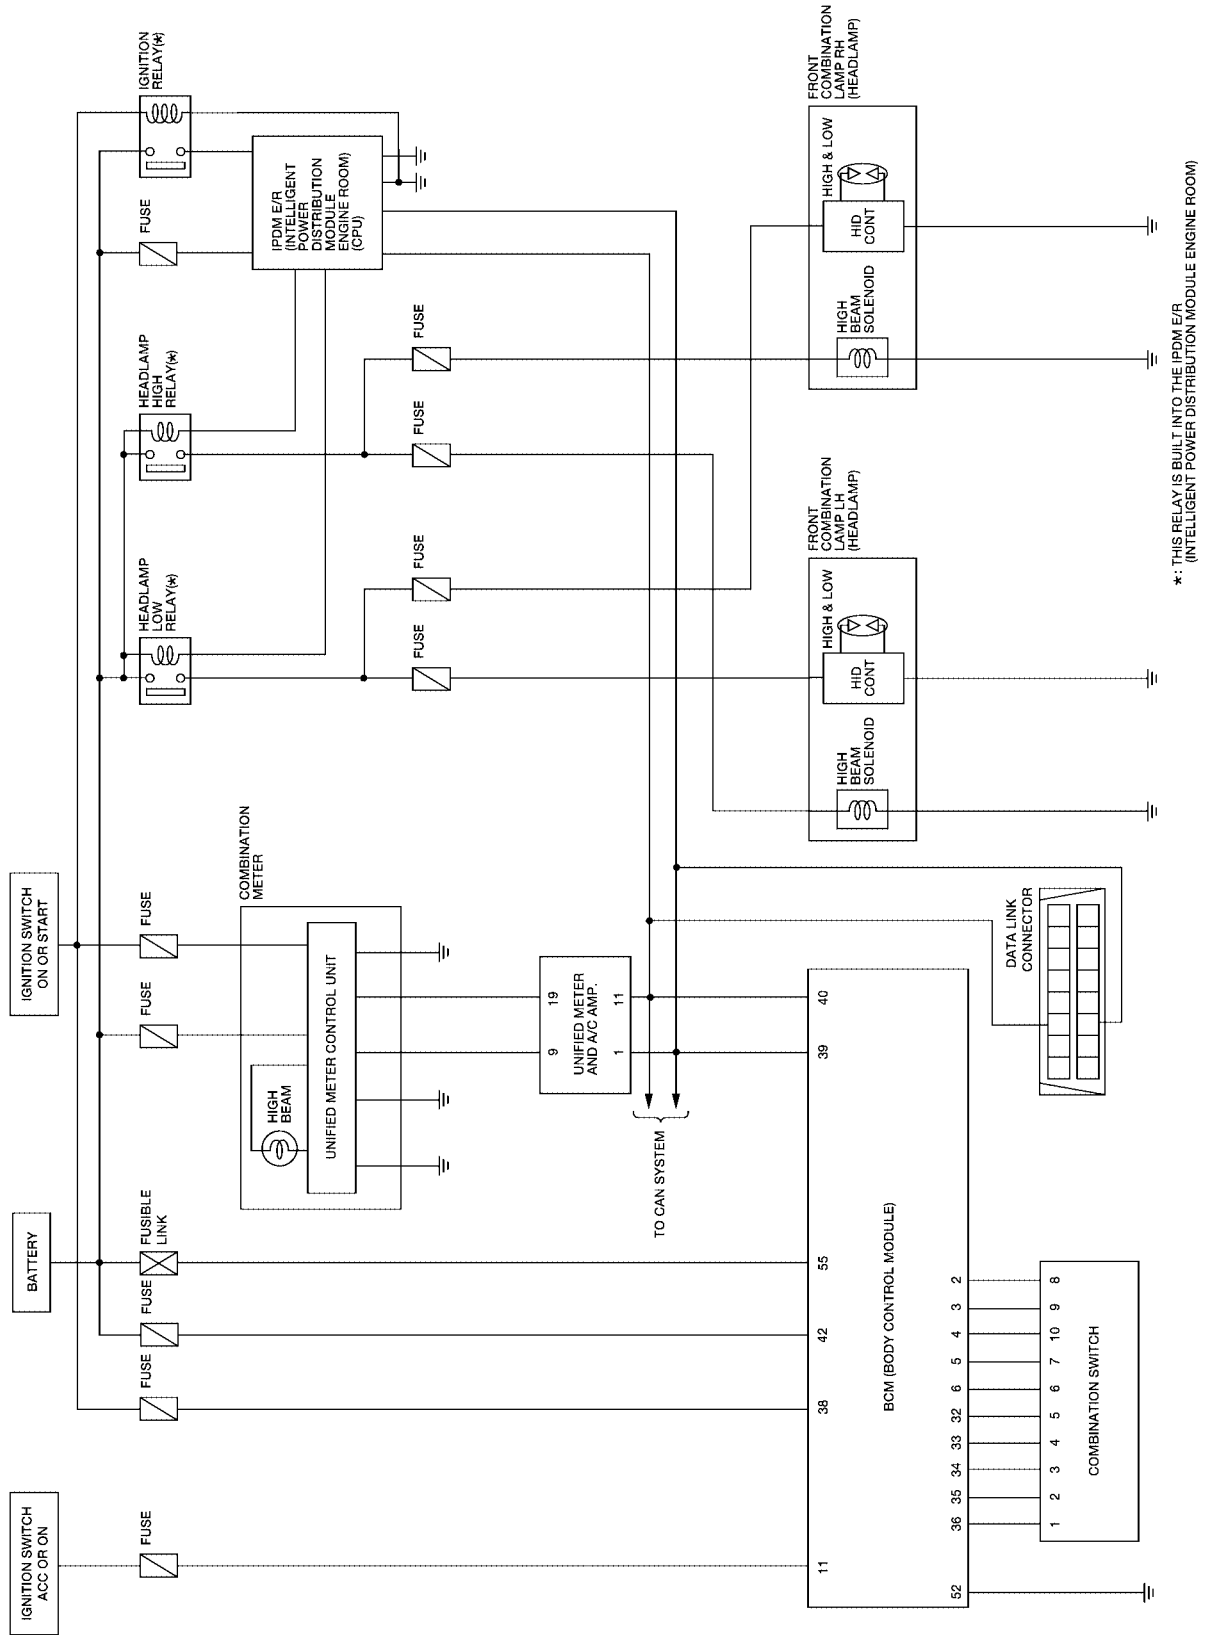 IGNITION SWITCH
ACC OR ON
BATTERY
IGNITION SWITCH
ON OR START
FUSE
FUSE
FUSE
FUSIBLE
LINK
FUSE
FUSE
HEADLAMP
LOW
RELAY(*)
HEADLAMP
HIGH
RELAY(*)
FUSE
IGNITION
RELAY(*)
COMBINATION
METER
HIGH
BEAM
UNIFIED METER CONTROL UNIT
IPDM E/R
(INTELLIGENT
POWER
DISTRIBUTION
MODULE
ENGINE ROOM)
(CPU)
FUSE
FUSE
FUSE
FUSE
9
19
UNIFIED METER
AND A/C AMP.
1
11
TO CAN SYSTEM
11
38
42
55
39
40
BCM (BODY CONTROL MODULE)
52
36
35
34
33
32
6
5
4
3
2
1
2
3
4
5
6
7
10
9
8
COMBINATION SWITCH
DATA LINK
CONNECTOR
FRONT
COMBINATION
LAMP LH
(HEADLAMP)
HIGH
BEAM
SOLENOID
HIGH & LOW
HID
CONT
FRONT
COMBINATION
LAMP RH
(HEADLAMP)
HIGH
BEAM
SOLENOID
HIGH & LOW
HID
CONT
*: THIS RELAY IS BUILT INTO THE IPDM E/R
(INTELLIGENT POWER DISTRIBUTION MODULE ENGINE ROOM)